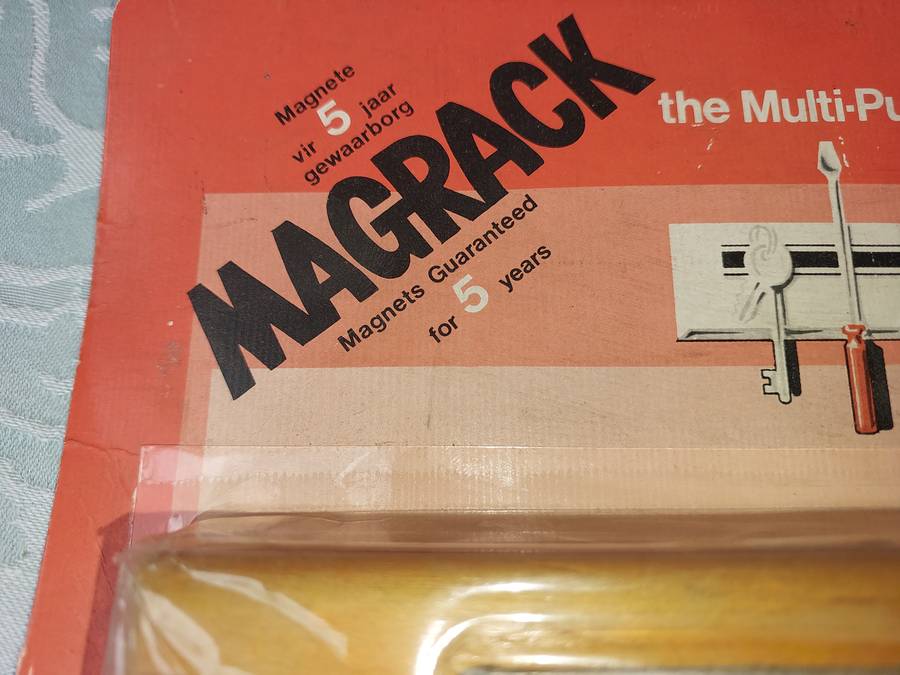 Magnete
vir 5 jaar
gewaarborg
MAGRACK
Magnets Guaranteed
for 5 years
the Multi-Pu